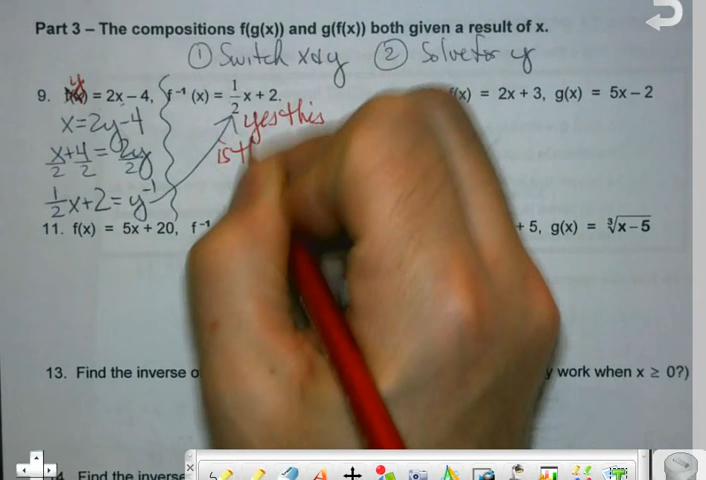 Part 3 – The compositions f(g(x)) and g(f(x)) both given a result of x.
① Switch x & y ② Solve for y
9. y = 2x – 4, f⁻¹(x) = 1/2 x + 2.
f(x) = 2x + 3, g(x) = 5x – 2
x = 2y - 4
yes this
x+4/2 = 2y/2
is t
1/2 x + 2 = y⁻¹
11. f(x) = 5x + 20, f⁻¹
+ 5, g(x) = ∛x – 5
13. Find the inverse o
y work when x ≥ 0?)
Find the inverse